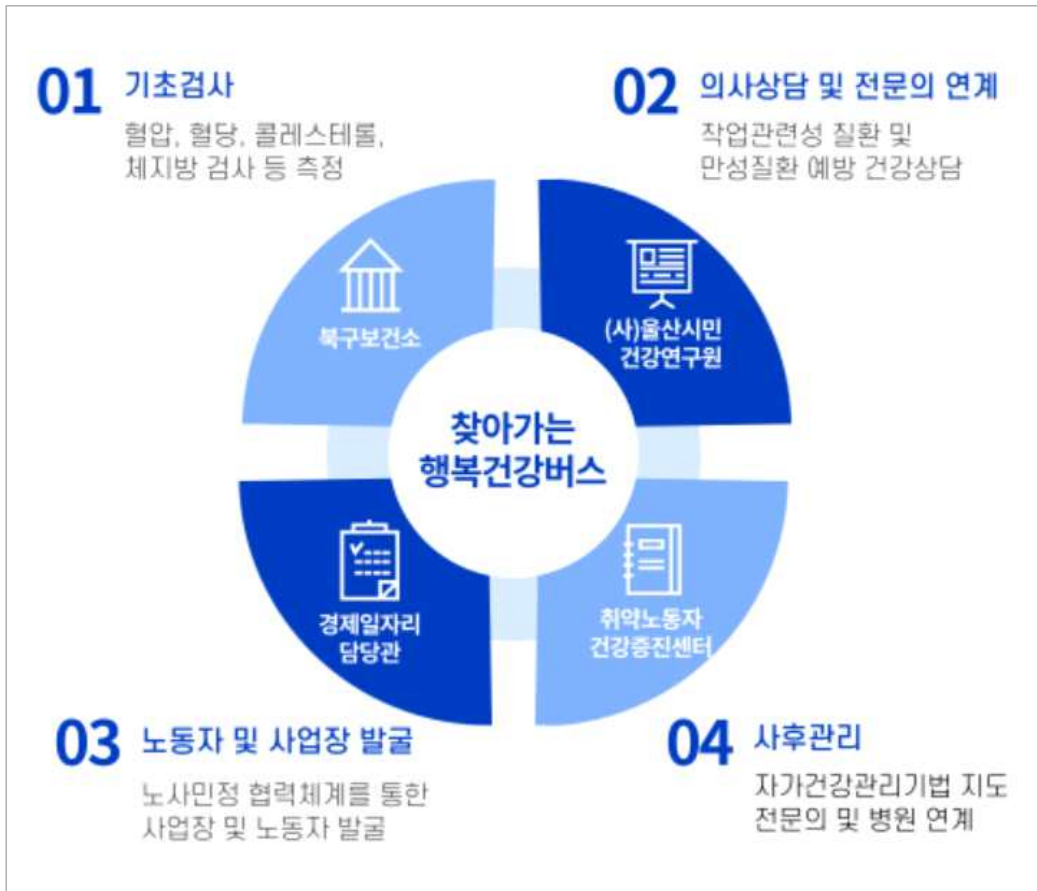 01 기초검사
혈압, 혈당, 콜레스테롤,
체지방 검사 등 측정
02 의사상담 및 전문의 연계
작업관련성 질환 및
만성질환 예방 건강상담
북구보건소
(사)울산시민
건강연구원
찾아가는
행복건강버스
경제일자리
담당관
취약노동자
건강증진센터
03 노동자 및 사업장 발굴
노사민정 협력체계를 통한
사업장 및 노동자 발굴
04 사후관리
자가건강관리기법 지도
전문의 및 병원 연계